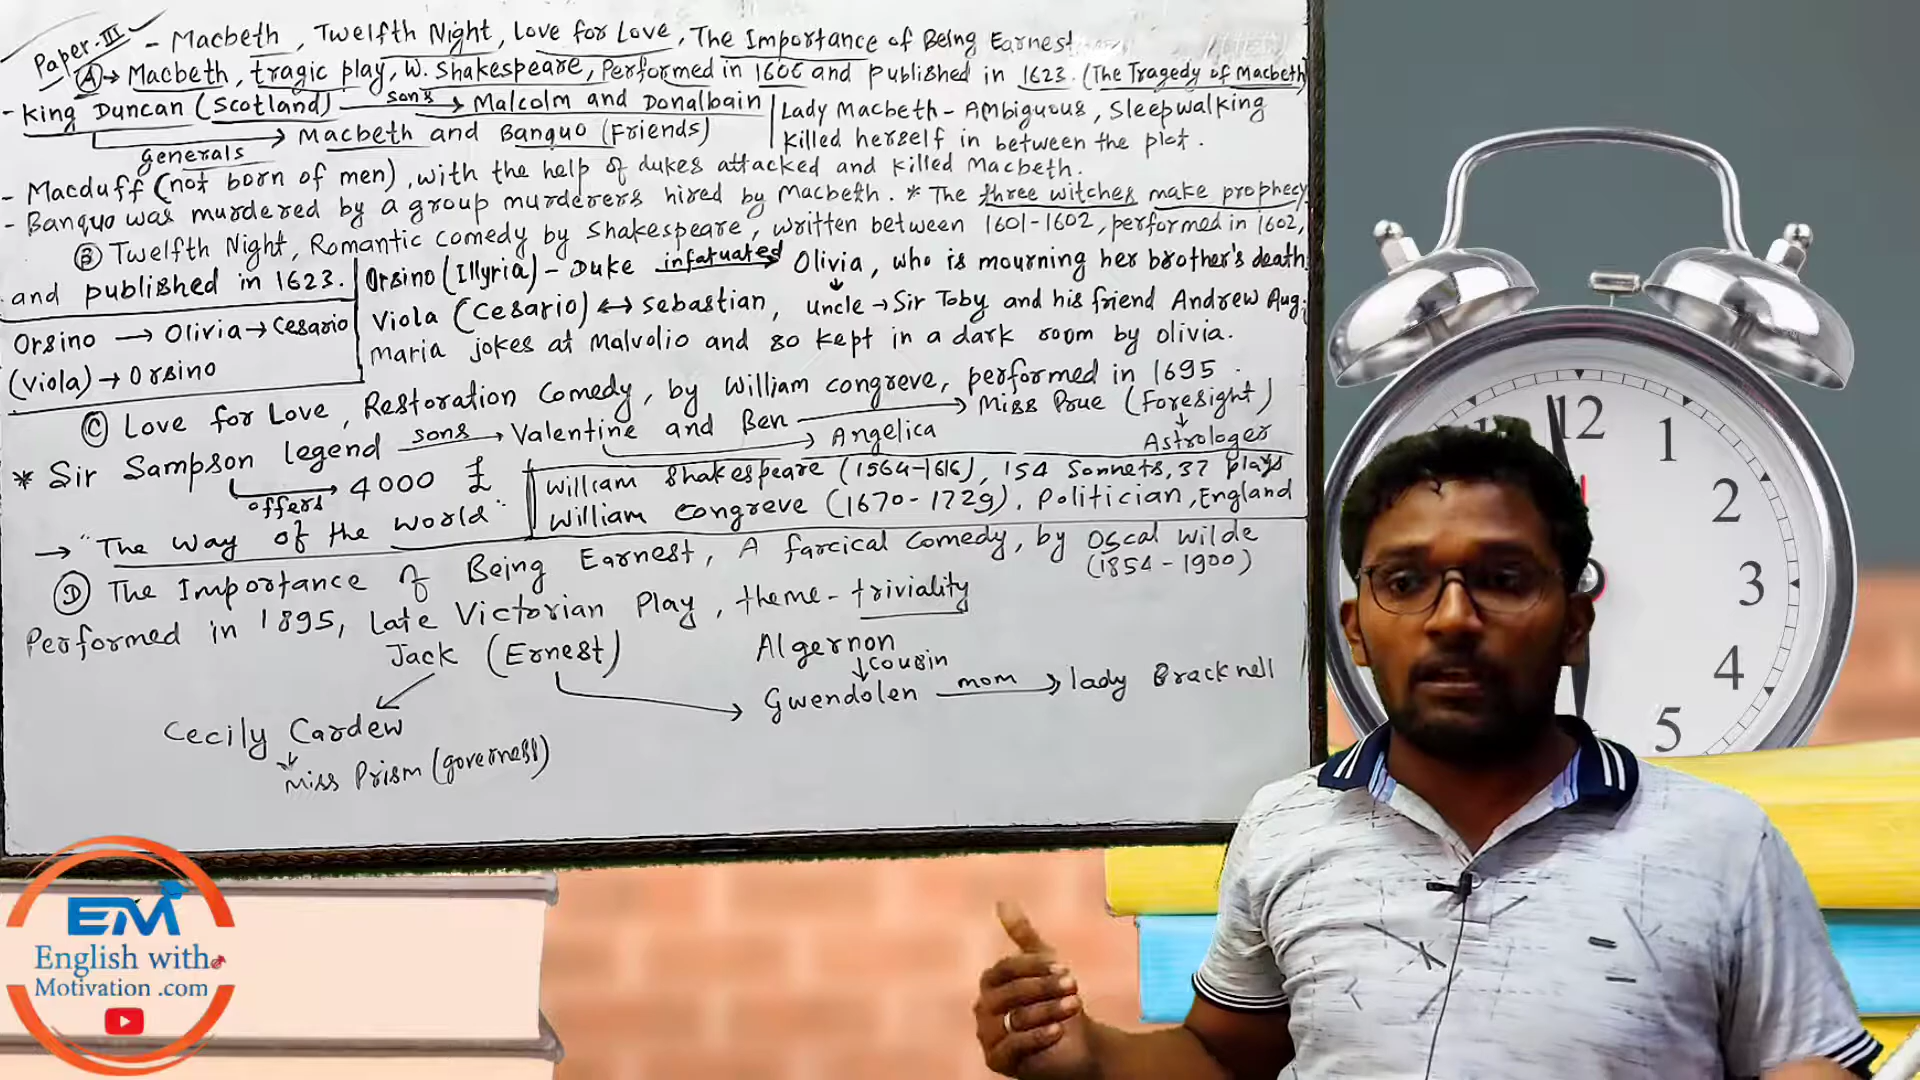 Paper-III - Macbeth, Twelfth Night, Love for Love, The Importance of Being Earnest
(A)→ Macbeth, tragic play, W. Shakespeare, Performed in 1606 and published in 1623. (The Tragedy of Macbeth)
- King Duncan (Scotland) sons → Malcolm and Donalbain
generals → Macbeth and Banquo (Friends)
Lady Macbeth - Ambiguous, Sleepwalking
Killed herself in between the plot.
- Macduff (not born of men), with the help of dukes attacked and killed Macbeth.
- Banquo was murdered by a group murderers hired by Macbeth. * The three witches make prophecy.
(B) Twelfth Night, Romantic Comedy by Shakespeare, written between 1601-1602, performed in 1602,
and published in 1623.
Orsino (Illyria) - Duke infatuated → Olivia, who is mourning her brother's death.
Viola (Cesario) ↔ Sebastian, uncle → Sir Toby and his friend Andrew Aug.
Maria jokes at Malvolio and so kept in a dark room by Olivia.
Orsino → Olivia → Cesario
(Viola) → Orsino
(C) Love for Love, Restoration Comedy, by William Congreve, performed in 1695.
* Sir Sampson legend sons → Valentine and Ben → Miss Prue (Foresight)
→ Angelica
↓
Astrologer
offers → 4000 £
→ "The Way of the World"
William Shakespeare (1564-1616), 154 Sonnets, 37 plays
William Congreve (1670-1729). Politician, England
(D) The Importance of Being Earnest, A farcical Comedy, by Oscal Wilde
(1854-1900)
Performed in 1895, Late Victorian Play, theme - triviality
Jack (Ernest)
Algernon
↓ cousin
Gwendolen mom → lady Bracknell
Cecily Cardew
↓
Miss Prism (governess)
12
1
2
3
4
5
EM
English with
Motivation .com